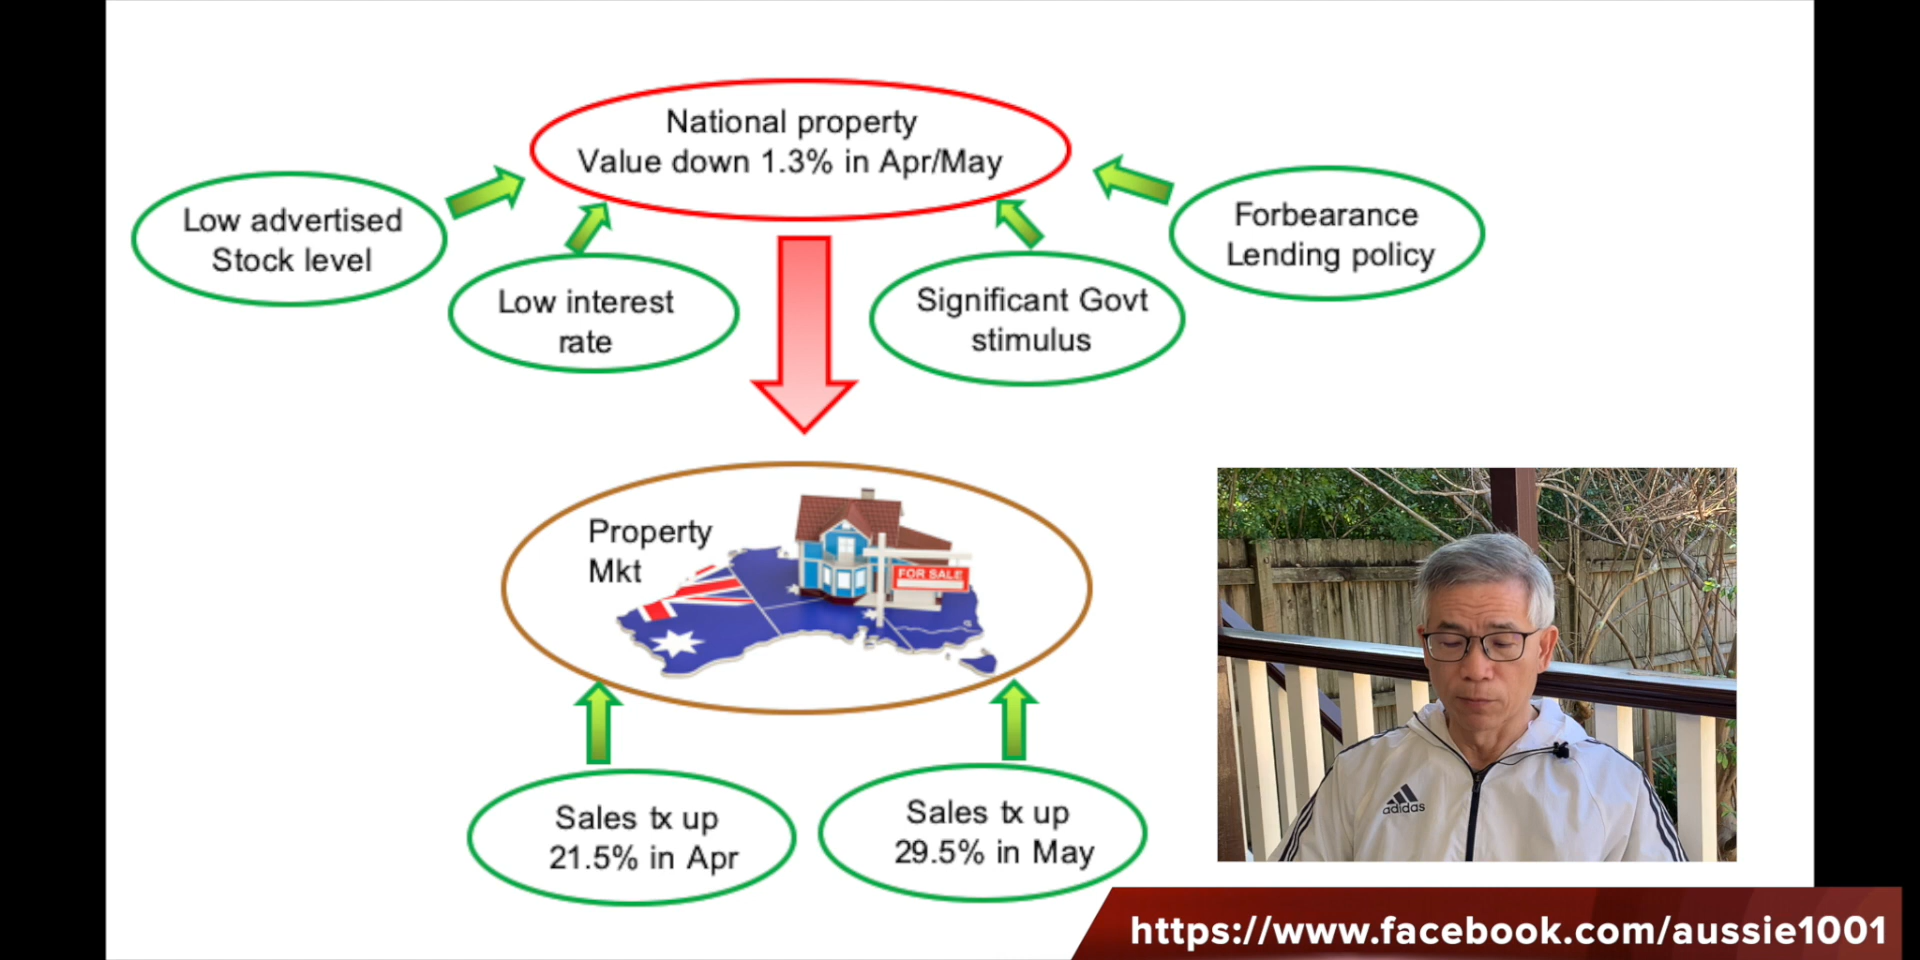 National property
Value down 1.3% in Apr/May
Low advertised
Stock level
Low interest
rate
Significant Govt
stimulus
Forbearance
Lending policy
Property
Mkt
FOR SALE
Sales tx up
21.5% in Apr
Sales tx up
29.5% in May
adidas
https://www.facebook.com/aussie1001